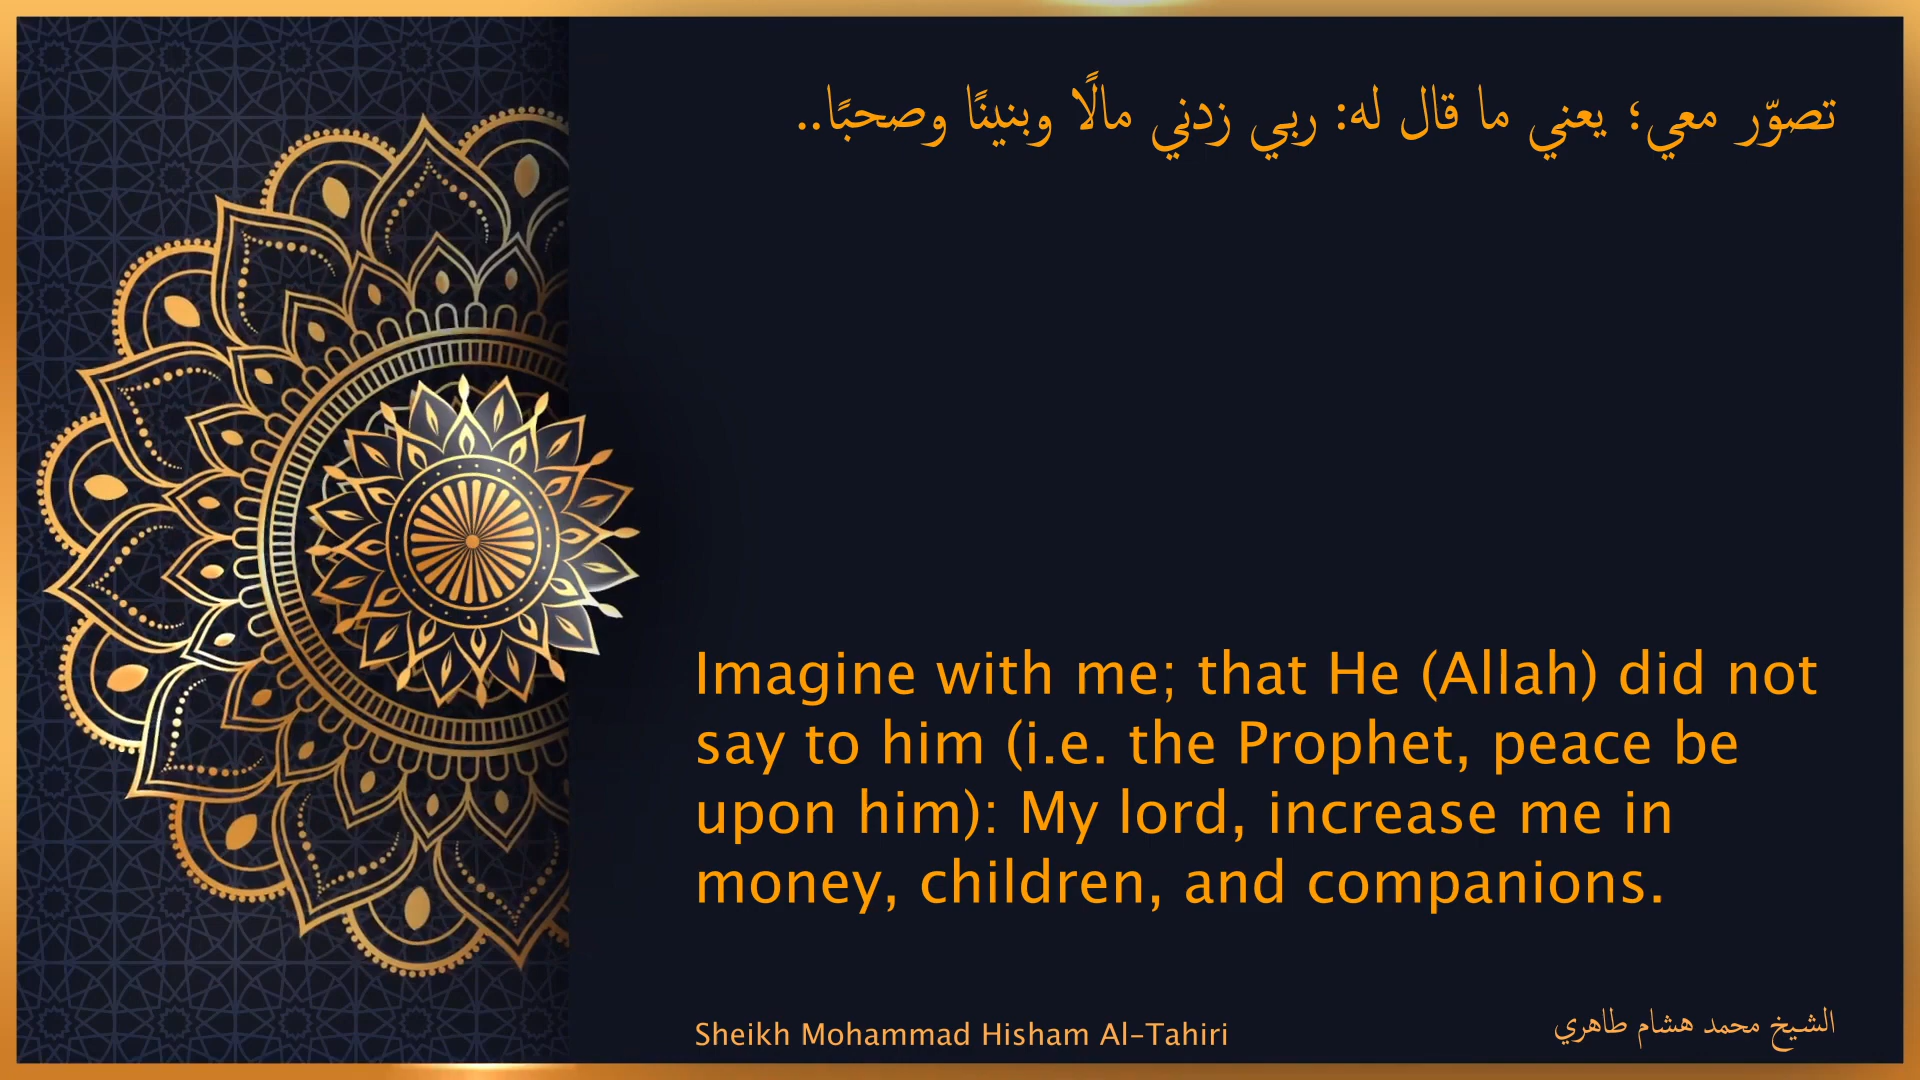 تصوّر معي؛ يعني ما قال له: ربي زدني مالًا وبنينًا وصحبًا..
Imagine with me; that He (Allah) did not
say to him (i.e. the Prophet, peace be
upon him): My lord, increase me in
money, children, and companions.
Sheikh Mohammad Hisham Al-Tahiri
الشيخ محمد هشام طاهري